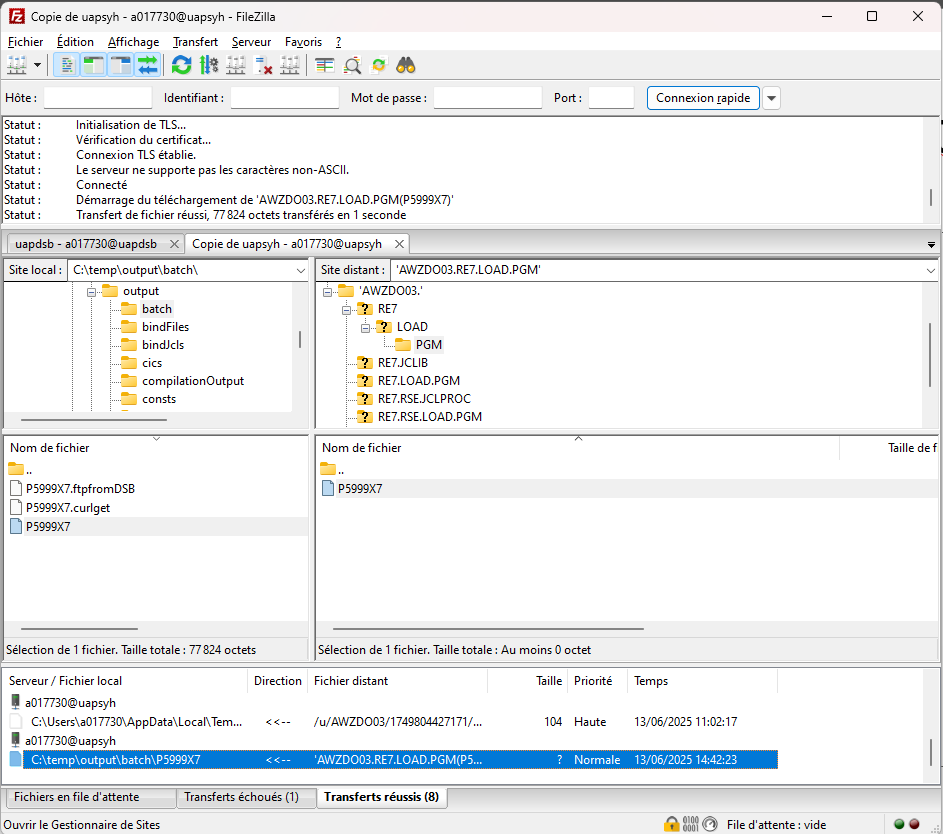 Copie de uapsyh - a017730@uapsyh - FileZilla
Fichier Édition Affichage Transfert Serveur Favoris ?
Hôte : Identifiant : Mot de passe : Port : Connexion rapide
Statut : Initialisation de TLS...
Statut : Vérification du certificat...
Statut : Connexion TLS établie.
Statut : Le serveur ne supporte pas les caractères non-ASCII.
Statut : Connecté
Statut : Démarrage du téléchargement de 'AWZDO03.RE7.LOAD.PGM(P5999X7)'
Statut : Transfert de fichier réussi, 77 824 octets transférés en 1 seconde
uapdsb - a017730@uapdsb Copie de uapsyh - a017730@uapsyh
Site local : C:\temp\output\batch\
output
batch
bindFiles
bindJcls
cics
compilationOutput
consts
Site distant : 'AWZDO03.RE7.LOAD.PGM'
'AWZDO03.'
RE7
LOAD
PGM
RE7.JCLIB
RE7.LOAD.PGM
RE7.RSE.JCLPROC
RE7.RSE.LOAD.PGM
Nom de fichier
..
P5999X7.ftpfromDSB
P5999X7.curlget
P5999X7
Sélection de 1 fichier. Taille totale : 77 824 octets
Nom de fichier Taille de f
..
P5999X7
Sélection de 1 fichier. Taille totale : Au moins 0 octet
Serveur / Fichier local Direction Fichier distant Taille Priorité Temps
a017730@uapsyh
C:\Users\a017730\AppData\Local\Tem... <<-- /u/AWZDO03/1749804427171/... 104 Haute 13/06/2025 11:02:17
a017730@uapsyh
C:\temp\output\batch\P5999X7 <<-- 'AWZDO03.RE7.LOAD.PGM(P5... ? Normale 13/06/2025 14:42:23
Fichiers en file d'attente Transferts échoués (1) Transferts réussis (8)
Ouvrir le Gestionnaire de Sites File d'attente : vide